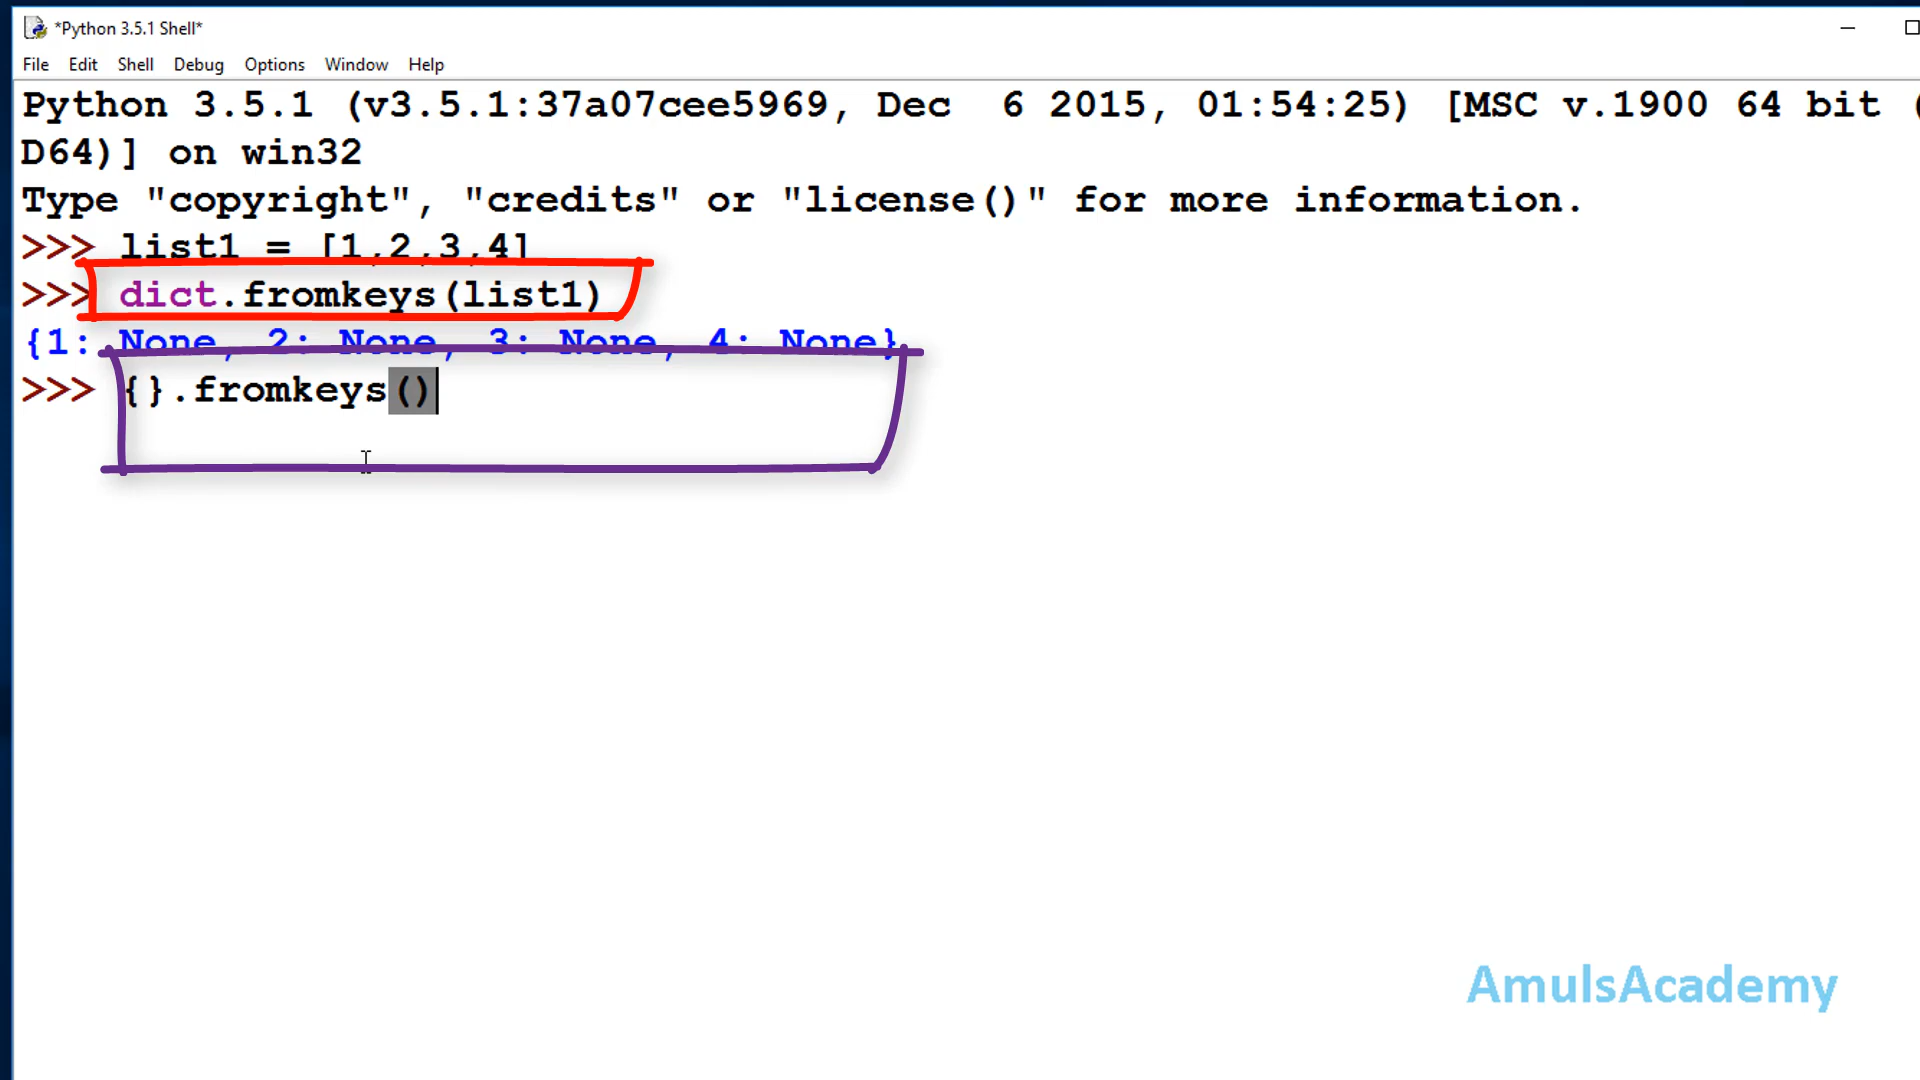 *Python 3.5.1 Shell*
File Edit Shell Debug Options Window Help
Python 3.5.1 (v3.5.1:37a07cee5969, Dec  6 2015, 01:54:25) [MSC v.1900 64 bit (
D64)] on win32
Type "copyright", "credits" or "license()" for more information.
>>> list1 = [1,2,3,4]
>>> dict.fromkeys(list1)
{1: None, 2: None, 3: None, 4: None}
>>> {}.fromkeys()
AmulsAcademy